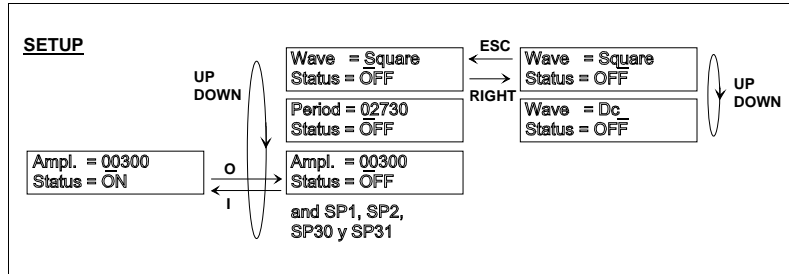 SETUP
UP
DOWN
Wave = Square
Status = OFF
ESC
RIGHT
Wave = Square
Status = OFF
UP
DOWN
Period = 02730
Status = OFF
Wave = Dc
Status = OFF
Ampl. = 00300
Status = ON
O
I
Ampl. = 00300
Status = OFF
and SP1, SP2,
SP30 y SP31